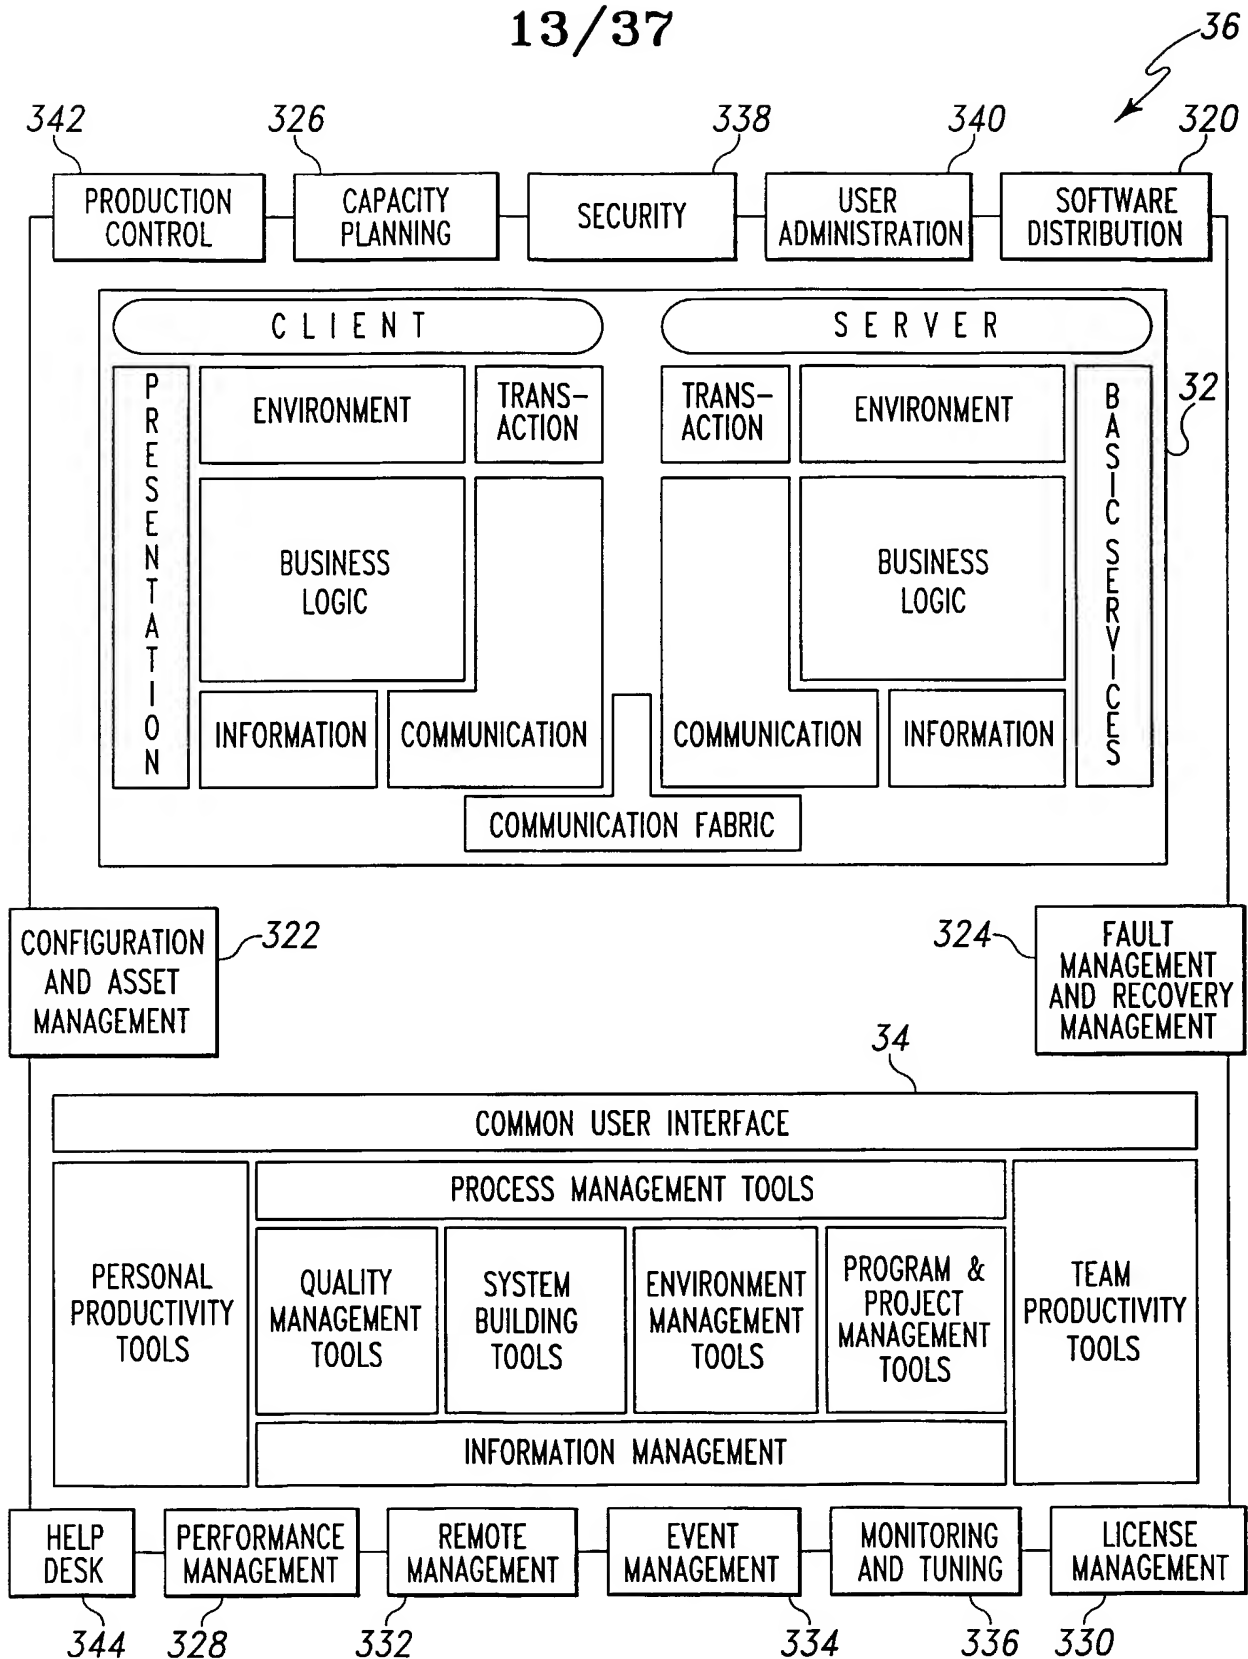 13/37
36
342
326
338
340
320
PRODUCTION
CONTROL
CAPACITY
PLANNING
SECURITY
USER
ADMINISTRATION
SOFTWARE
DISTRIBUTION
CLIENT
SERVER
32
PRESENTATION
ENVIRONMENT
TRANS-
ACTION
TRANS-
ACTION
ENVIRONMENT
BASIC SERVICES
BUSINESS
LOGIC
BUSINESS
LOGIC
INFORMATION
COMMUNICATION
COMMUNICATION
INFORMATION
COMMUNICATION FABRIC
CONFIGURATION
AND ASSET
MANAGEMENT
322
324
FAULT
MANAGEMENT
AND RECOVERY
MANAGEMENT
34
COMMON USER INTERFACE
PROCESS MANAGEMENT TOOLS
PERSONAL
PRODUCTIVITY
TOOLS
QUALITY
MANAGEMENT
TOOLS
SYSTEM
BUILDING
TOOLS
ENVIRONMENT
MANAGEMENT
TOOLS
PROGRAM &
PROJECT
MANAGEMENT
TOOLS
TEAM
PRODUCTIVITY
TOOLS
INFORMATION MANAGEMENT
HELP
DESK
PERFORMANCE
MANAGEMENT
REMOTE
MANAGEMENT
EVENT
MANAGEMENT
MONITORING
AND TUNING
LICENSE
MANAGEMENT
344
328
332
334
336
330